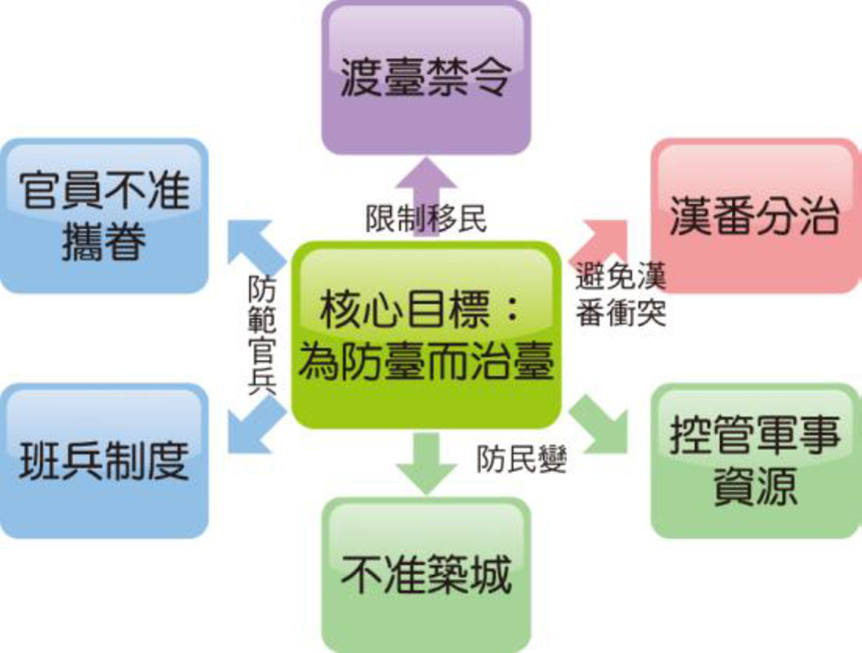 渡臺禁令
限制移民
官員不准
攜眷
漢番分治
避免漢
番衝突
防範官兵
核心目標：
為防臺而治臺
班兵制度
防民變
控管軍事
資源
不准築城